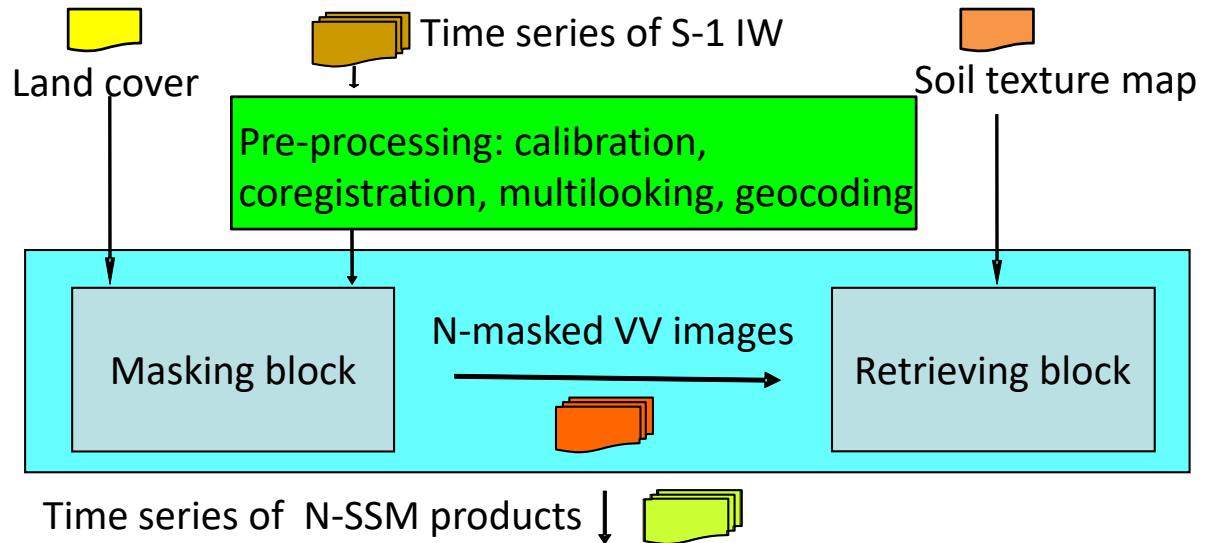 Time series of S-1 IW
Land cover
Soil texture map
Pre-processing: calibration,
coregistration, multilooking, geocoding
N-masked VV images
Masking block
Retrieving block
Time series of  N-SSM products